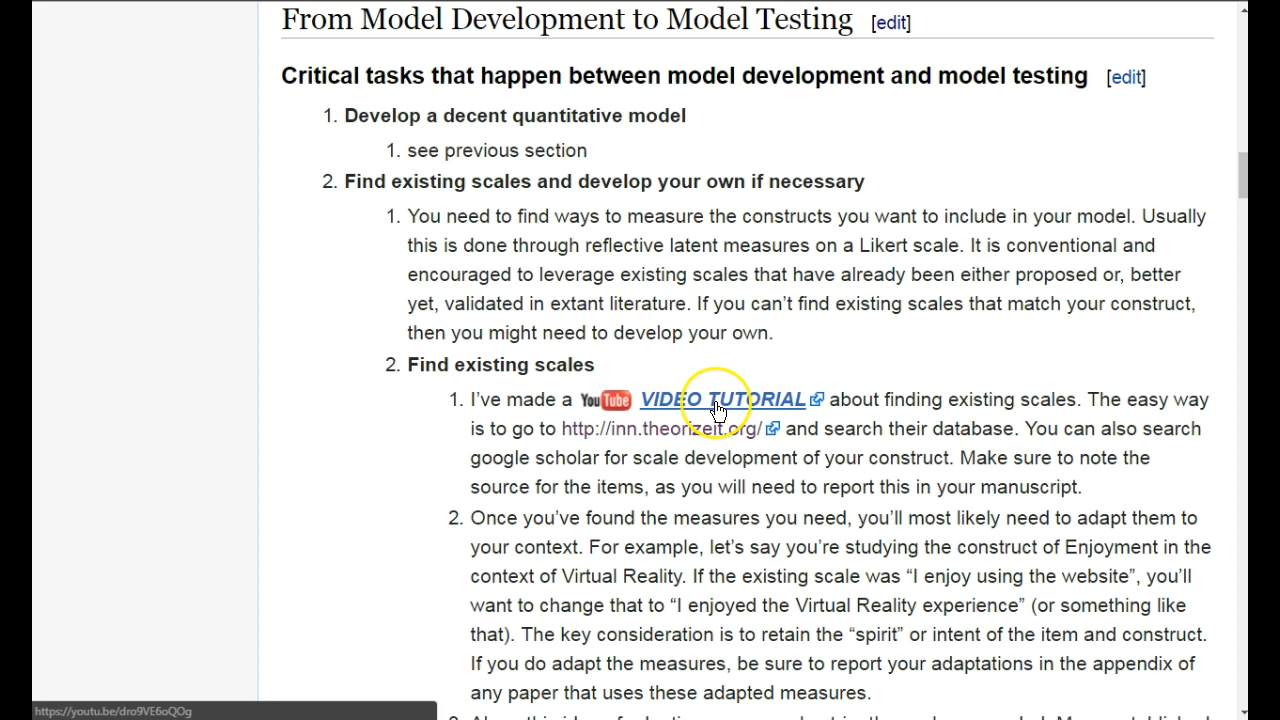 From Model Development to Model Testing [edit]
Critical tasks that happen between model development and model testing [edit]
1. Develop a decent quantitative model
1. see previous section
2. Find existing scales and develop your own if necessary
1. You need to find ways to measure the constructs you want to include in your model. Usually
this is done through reflective latent measures on a Likert scale. It is conventional and
encouraged to leverage existing scales that have already been either proposed or, better
yet, validated in extant literature. If you can't find existing scales that match your construct,
then you might need to develop your own.
2. Find existing scales
1. I've made a YouTube VIDEO TUTORIAL about finding existing scales. The easy way
is to go to http://inn.theorizeit.org/ and search their database. You can also search
google scholar for scale development of your construct. Make sure to note the
source for the items, as you will need to report this in your manuscript.
2. Once you've found the measures you need, you'll most likely need to adapt them to
your context. For example, let's say you're studying the construct of Enjoyment in the
context of Virtual Reality. If the existing scale was “I enjoy using the website”, you'll
want to change that to “I enjoyed the Virtual Reality experience” (or something like
that). The key consideration is to retain the “spirit” or intent of the item and construct.
If you do adapt the measures, be sure to report your adaptations in the appendix of
any paper that uses these adapted measures.
https://youtu.be/dro9VE6oQOg